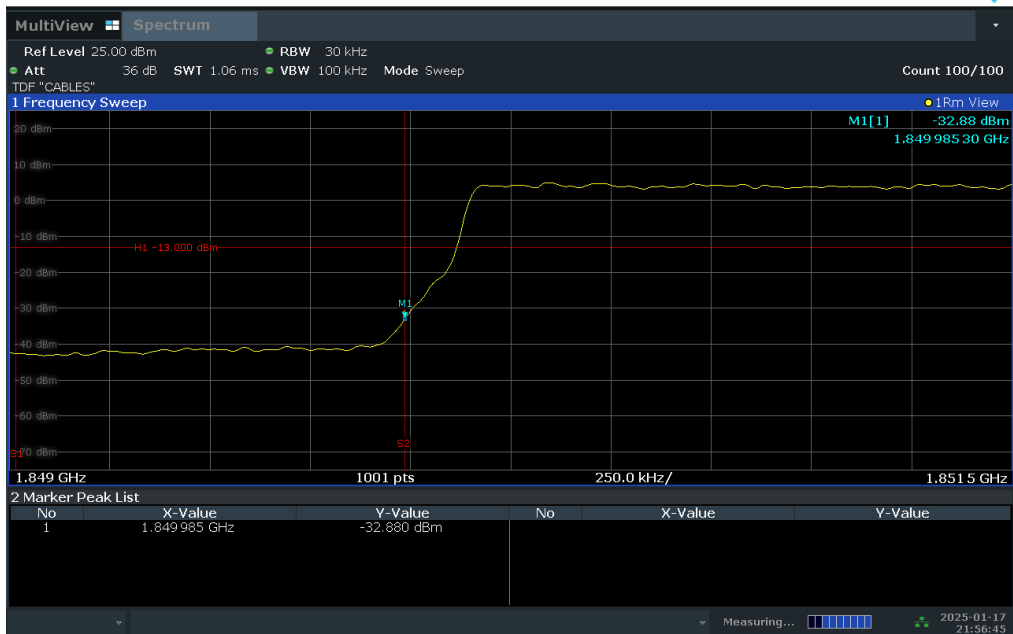 MultiView Spectrum
Ref Level 25.00 dBm RBW 30 kHz
Att 36 dB SWT 1.06 ms VBW 100 kHz Mode Sweep Count 100/100
TDF "CABLES"
1 Frequency Sweep 1Rm View
M1[1] -32.88 dBm
1.849 985 30 GHz
20 dBm
10 dBm
0 dBm
-10 dBm
H1 -13.000 dBm
-20 dBm
-30 dBm
M1
-40 dBm
-50 dBm
-60 dBm
S2
S1
-70 dBm
1.849 GHz 1001 pts 250.0 kHz/ 1.8515 GHz
2 Marker Peak List
No X-Value Y-Value No X-Value Y-Value
1 1.849 985 GHz -32.880 dBm
Measuring... 2025-01-17
21:56:45